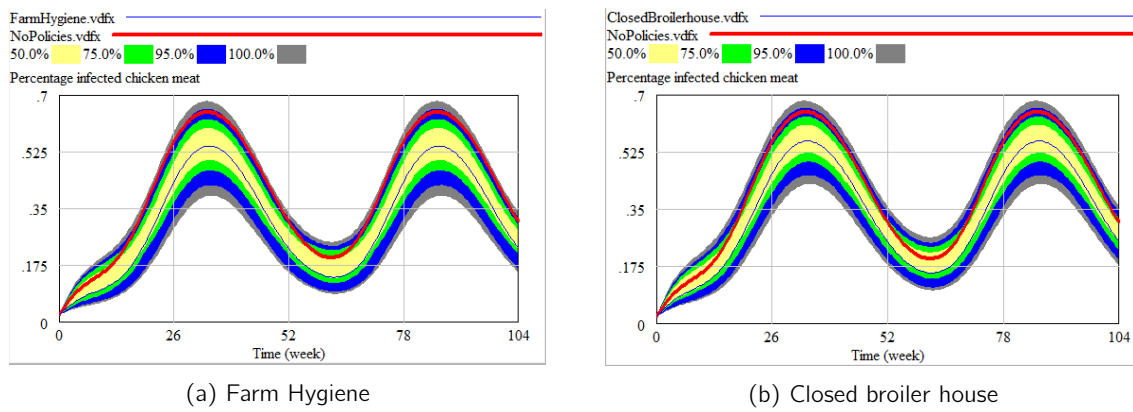 FarmHygiene.vdfx
NoPolicies.vdfx
50.0% 75.0% 95.0% 100.0%
Percentage infected chicken meat
.7
.525
.35
.175
0
0 26 52 78 104
Time (week)
(a) Farm Hygiene
ClosedBroilerhouse.vdfx
NoPolicies.vdfx
50.0% 75.0% 95.0% 100.0%
Percentage infected chicken meat
.7
.525
.35
.175
0
0 26 52 78 104
Time (week)
(b) Closed broiler house